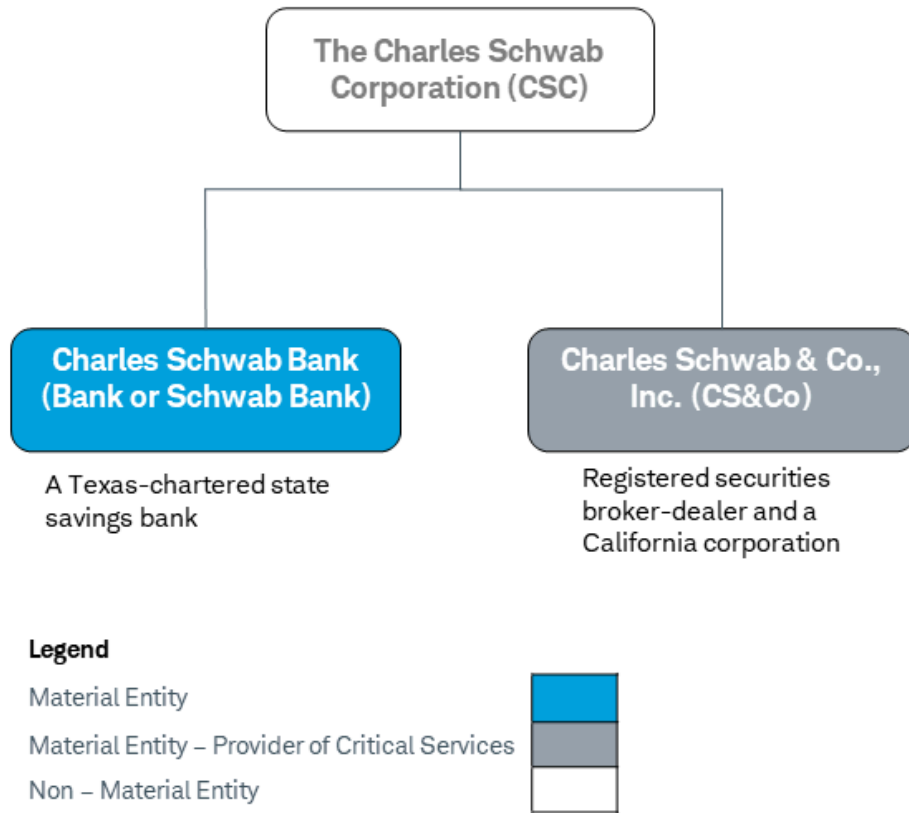 The Charles Schwab
Corporation (CSC)
Charles Schwab Bank
(Bank or Schwab Bank)
A Texas-chartered state
savings bank
Charles Schwab & Co.,
Inc. (CS&Co)
Registered securities
broker-dealer and a
California corporation
Legend
Material Entity
Material Entity – Provider of Critical Services
Non – Material Entity